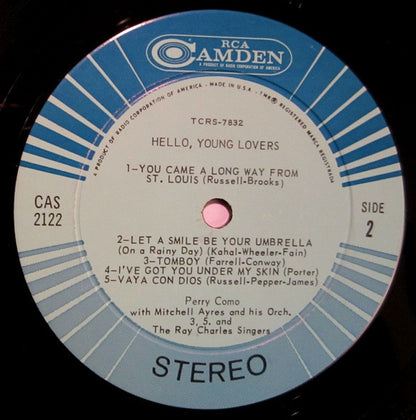 RCA
CAMDEN
A PRODUCT OF RADIO CORPORATION OF AMERICA
A PRODUCT OF RADIO CORPORATION OF AMERICA - MADE IN U.S.A. - TMK ® REGISTERED MARCA REGISTRADA
TCRS-7832
HELLO, YOUNG LOVERS
1-YOU CAME A LONG WAY FROM
ST. LOUIS (Russell-Brooks)
CAS
2122
SIDE
2
2-LET A SMILE BE YOUR UMBRELLA
(On a Rainy Day) (Kahal-Wheeler-Fain)
3-TOMBOY (Farrell-Conway)
4-I'VE GOT YOU UNDER MY SKIN (Porter)
5-VAYA CON DIOS (Russell-Pepper-James)
Perry Como
with Mitchell Ayres and his Orch.
3, 5. and
The Ray Charles Singers
STEREO